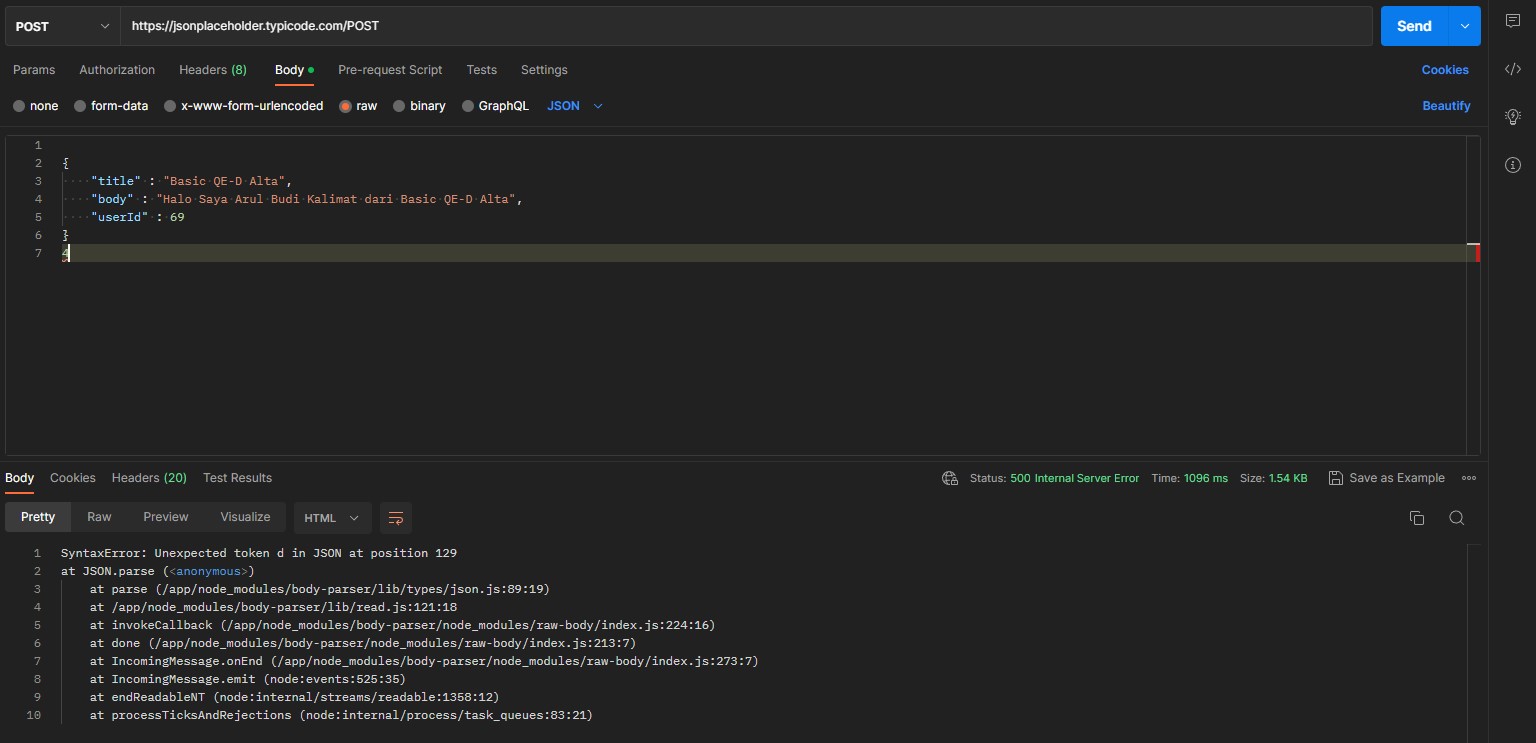 POST https://jsonplaceholder.typicode.com/POST Send
Params Authorization Headers (8) Body Pre-request Script Tests Settings Cookies
none form-data x-www-form-urlencoded raw binary GraphQL JSON Beautify
1
2 {
3 "title" : "Basic QE-D Alta",
4 "body" : "Halo Saya Arul Budi Kalimat dari Basic QE-D Alta",
5 "userId" : 69
6 }
7 4
Body Cookies Headers (20) Test Results Status: 500 Internal Server Error Time: 1096 ms Size: 1.54 KB Save as Example
Pretty Raw Preview Visualize HTML
1 SyntaxError: Unexpected token d in JSON at position 129
2 at JSON.parse (<anonymous>)
3 at parse (/app/node_modules/body-parser/lib/types/json.js:89:19)
4 at /app/node_modules/body-parser/lib/read.js:121:18
5 at invokeCallback (/app/node_modules/body-parser/node_modules/raw-body/index.js:224:16)
6 at done (/app/node_modules/body-parser/node_modules/raw-body/index.js:213:7)
7 at IncomingMessage.onEnd (/app/node_modules/body-parser/node_modules/raw-body/index.js:273:7)
8 at IncomingMessage.emit (node:events:525:35)
9 at endReadableNT (node:internal/streams/readable:1358:12)
10 at processTicksAndRejections (node:internal/process/task_queues:83:21)